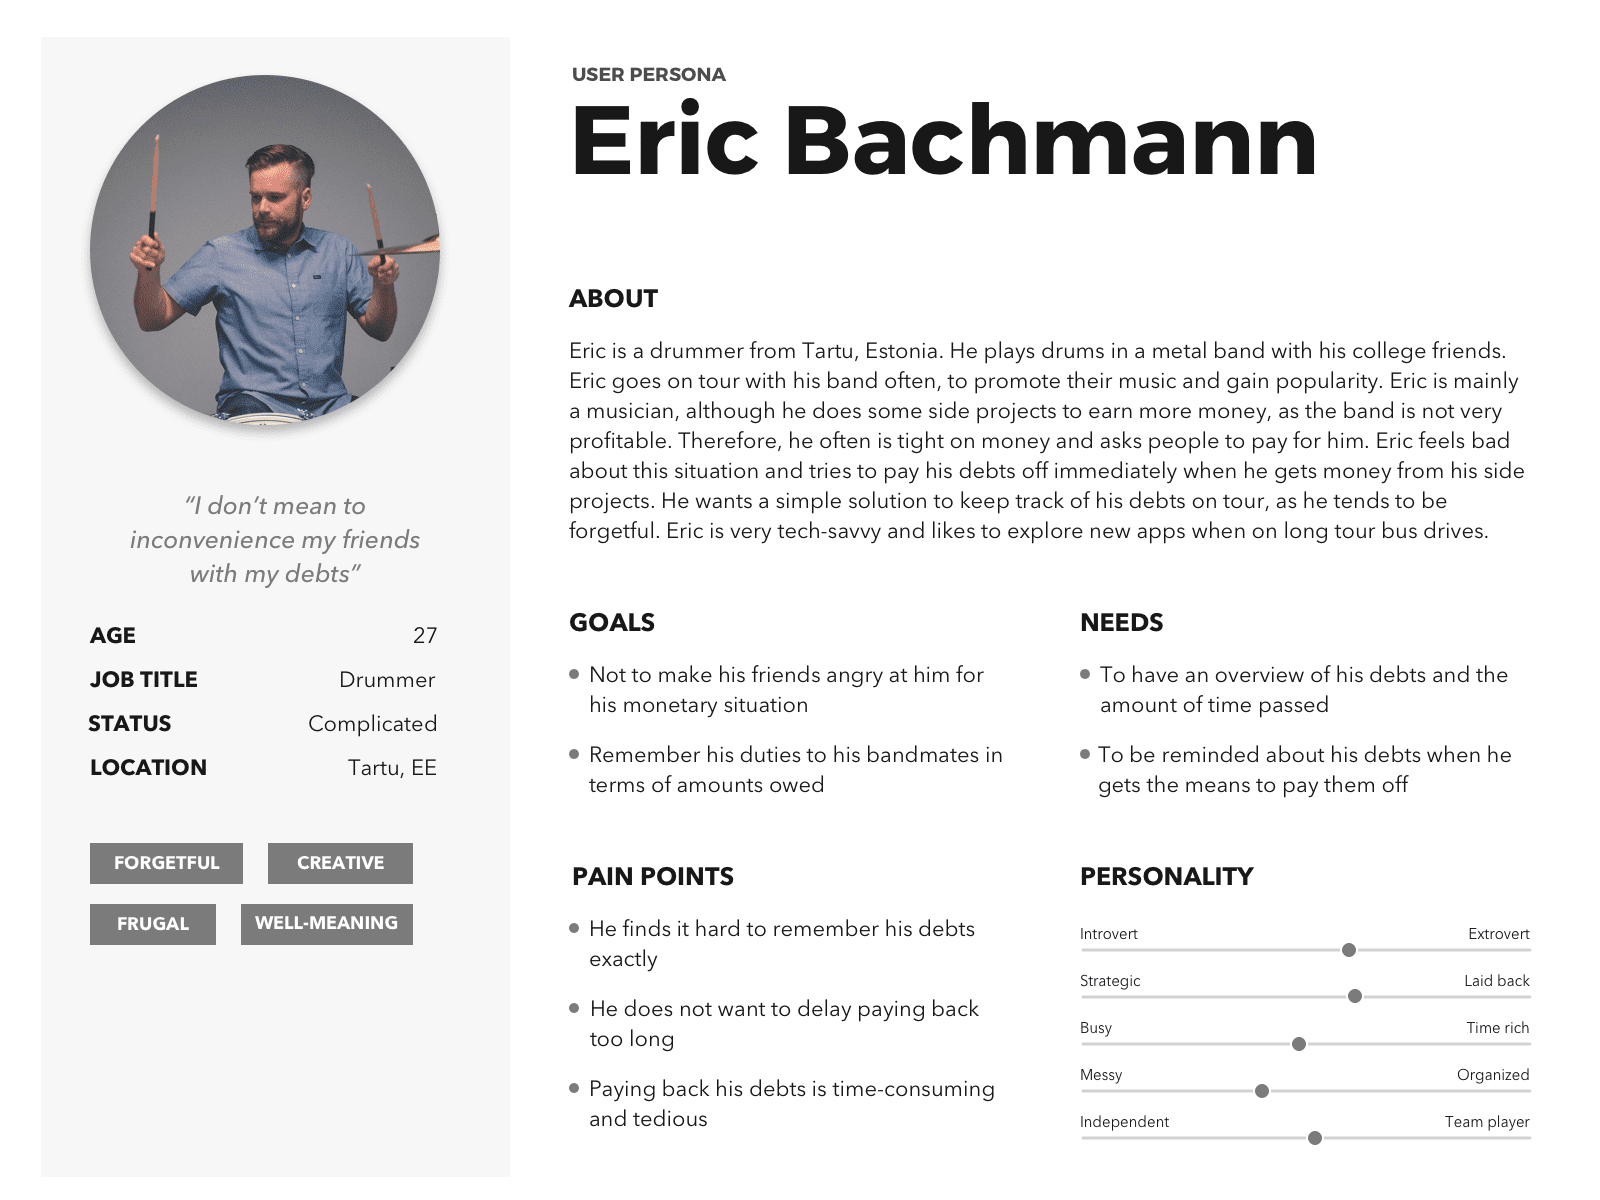 USER PERSONA
Eric Bachmann
“I don’t mean to
inconvenience my friends
with my debts”
AGE 27
JOB TITLE Drummer
STATUS Complicated
LOCATION Tartu, EE
FORGETFUL CREATIVE
FRUGAL WELL-MEANING
ABOUT
Eric is a drummer from Tartu, Estonia. He plays drums in a metal band with his college friends.
Eric goes on tour with his band often, to promote their music and gain popularity. Eric is mainly
a musician, although he does some side projects to earn more money, as the band is not very
profitable. Therefore, he often is tight on money and asks people to pay for him. Eric feels bad
about this situation and tries to pay his debts off immediately when he gets money from his side
projects. He wants a simple solution to keep track of his debts on tour, as he tends to be
forgetful. Eric is very tech-savvy and likes to explore new apps when on long tour bus drives.
GOALS
Not to make his friends angry at him for
his monetary situation
Remember his duties to his bandmates in
terms of amounts owed
NEEDS
To have an overview of his debts and the
amount of time passed
To be reminded about his debts when he
gets the means to pay them off
PAIN POINTS
He finds it hard to remember his debts
exactly
He does not want to delay paying back
too long
Paying back his debts is time-consuming
and tedious
PERSONALITY
Introvert Extrovert
Strategic Laid back
Busy Time rich
Messy Organized
Independent Team player